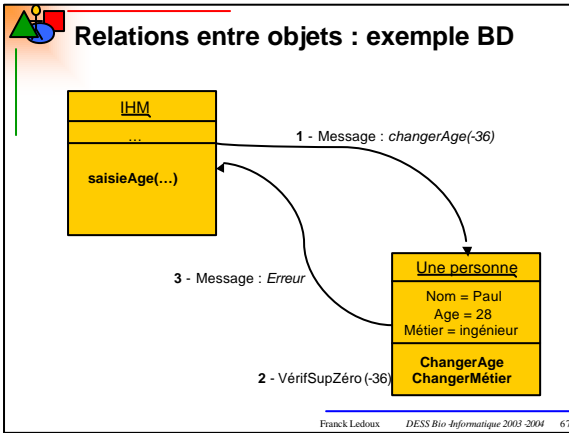 Relations entre objets : exemple BD
IHM
…
saisieAge(…)
1 - Message : changerAge(-36)
3 - Message : Erreur
Une personne
Nom = Paul
Age = 28
Métier = ingénieur
ChangerAge
ChangerMétier
2 - VérifSupZéro (-36)
Franck Ledoux DESS Bio-Informatique 2003-2004 67